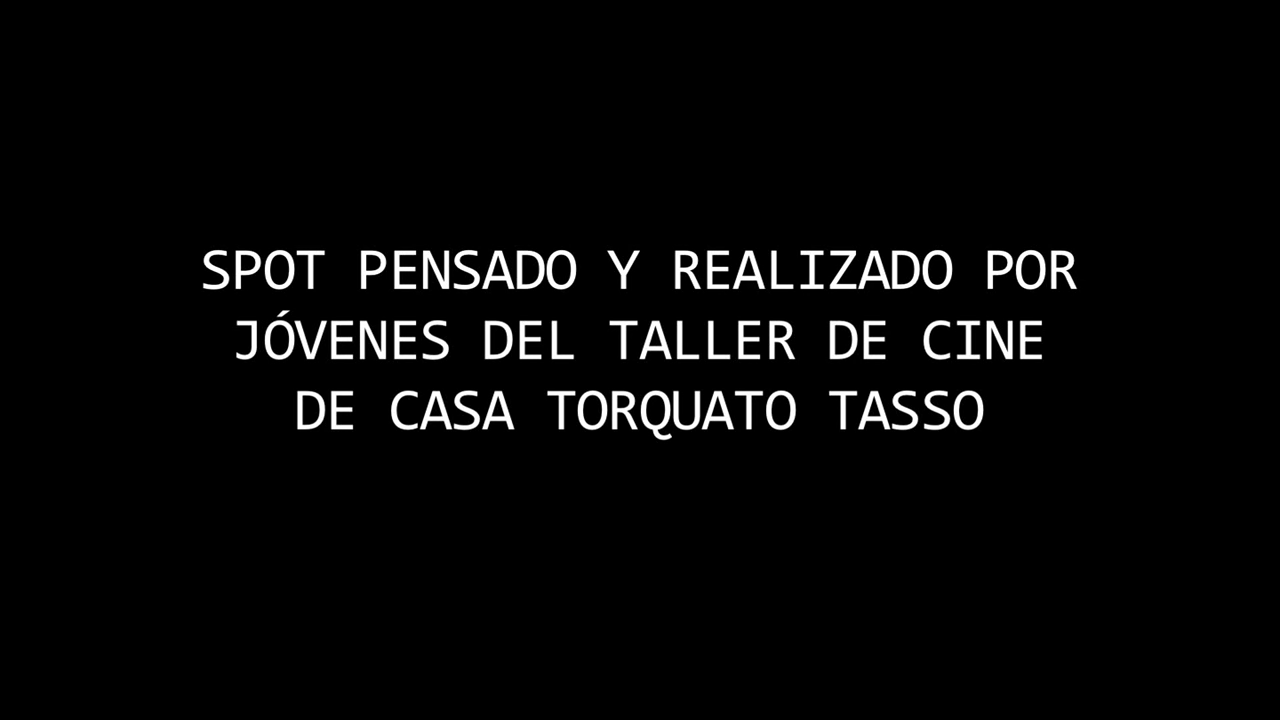 SPOT PENSADO Y REALIZADO POR
JÓVENES DEL TALLER DE CINE
DE CASA TORQUATO TASSO